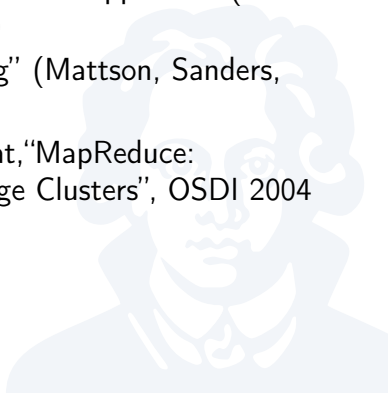 g” (Mattson, Sanders,
nt,“MapReduce:
ge Clusters”, OSDI 2004